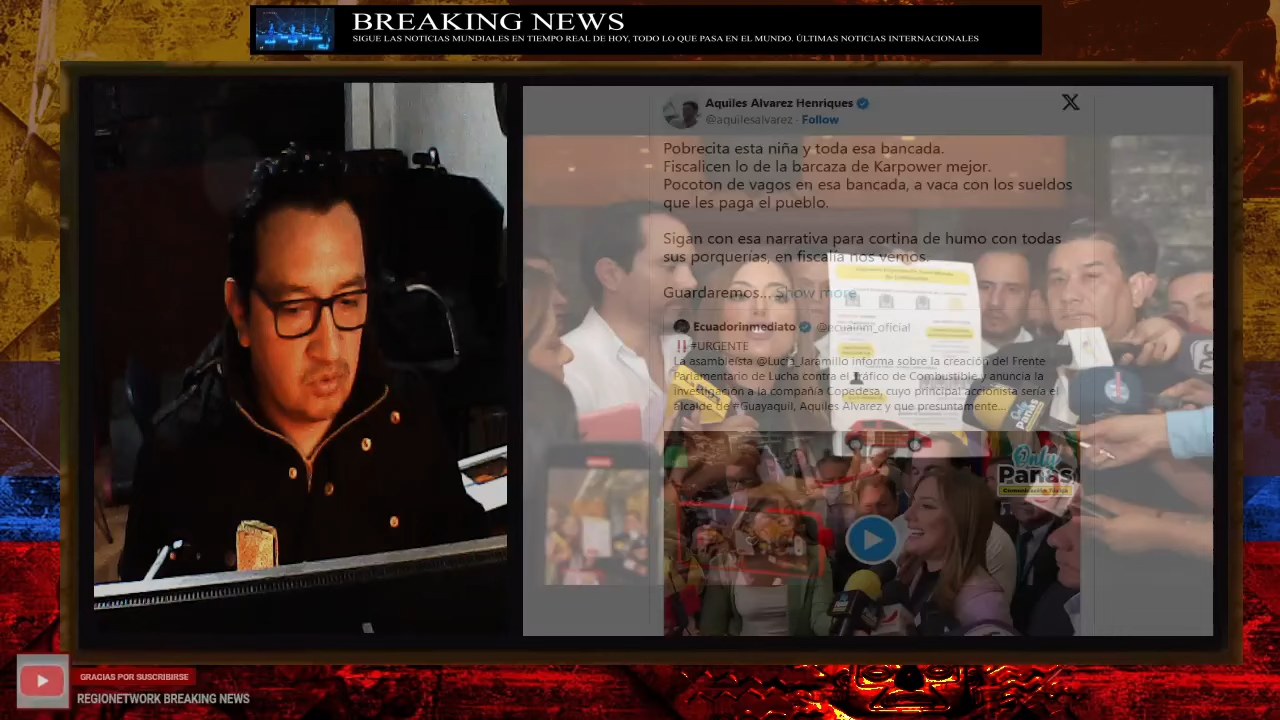 BREAKING NEWS
SIGUE LAS NOTICIAS MUNDIALES EN TIEMPO REAL DE HOY, TODO LO QUE PASA EN EL MUNDO. ÚLTIMAS NOTICIAS INTERNACIONALES
Aquiles Alvarez Henriques
@aquilesalvarez · Follow
Pobrecita esta niña y toda esa bancada.
Fiscalicen lo de la barcaza de Karpower mejor.
Pocoton de vagos en esa bancada, a vaca con los sueldos
que les paga el pueblo.
Sigan con esa narrativa para cortina de humo con todas
sus porquerías, en fiscalía nos vemos.
Guardaremos... Show more
Ecuadorinmediato @ecuainm_oficial
#URGENTE
La asambleísta @Lucia_Jaramillo informa sobre la creación del Frente
Parlamentario de Lucha contra el Tráfico de Combustible y anuncia la
investigación a la compañía Copedesa, cuyo principal accionista sería el
alcalde de #Guayaquil, Aquiles Alvarez y que presuntamente...
Only
Panas
Comunicación Tóxica
GRACIAS POR SUSCRIBIRSE
REGIONETWORK BREAKING NEWS